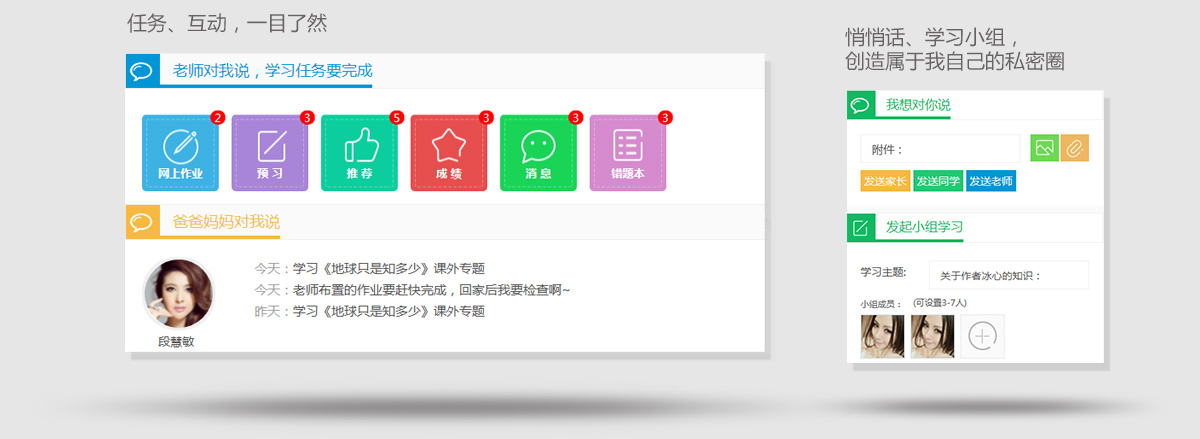 任务、互动，一目了然
老师对我说，学习任务要完成
2
3
5
3
3
3
网上作业
预习
推荐
成绩
消息
错题本
爸爸妈妈对我说
今天：学习《地球只是知多少》课外专题
今天：老师布置的作业要赶快完成，回家后我要检查啊~
昨天：学习《地球只是知多少》课外专题
段慧敏
悄悄话、学习小组，
创造属于我自己的私密圈
我想对你说
附件：
发送家长
发送同学
发送老师
发起小组学习
学习主题:
关于作者冰心的知识：
小组成员：
(可设置3-7人)